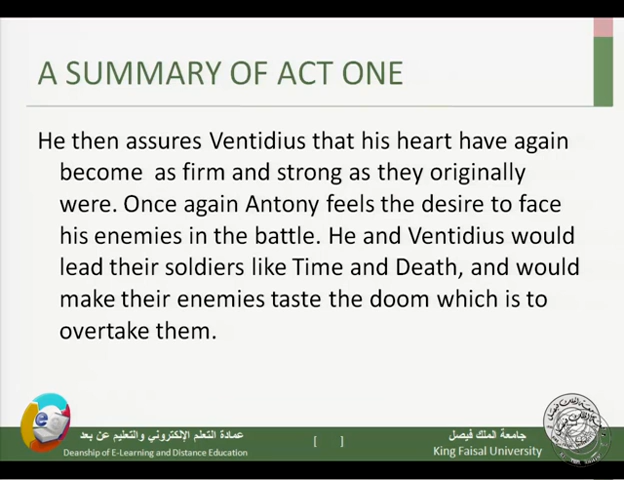 A SUMMARY OF ACT ONE
He then assures Ventidius that his heart have again
become as firm and strong as they originally
were. Once again Antony feels the desire to face
his enemies in the battle. He and Ventidius would
lead their soldiers like Time and Death, and would
make their enemies taste the doom which is to
overtake them.
عمادة التعلم الإلكتروني والتعليم عن بعد
Deanship of E-Learning and Distance Education
[ ]
جامعة الملك فيصل
King Faisal University